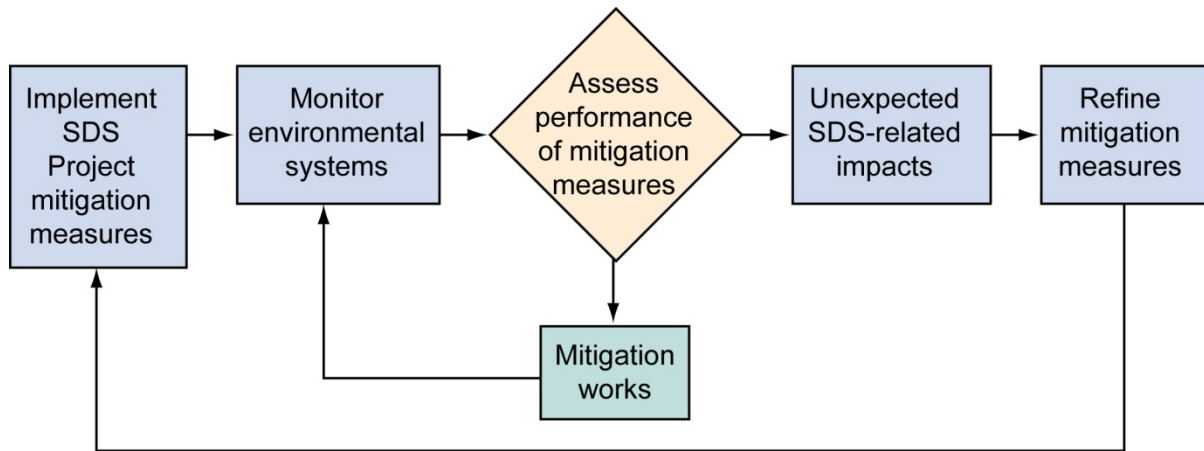 Implement
SDS
Project
mitigation
measures
Monitor
environmental
systems
Assess
performance
of mitigation
measures
Unexpected
SDS-related
impacts
Refine
mitigation
measures
Mitigation
works